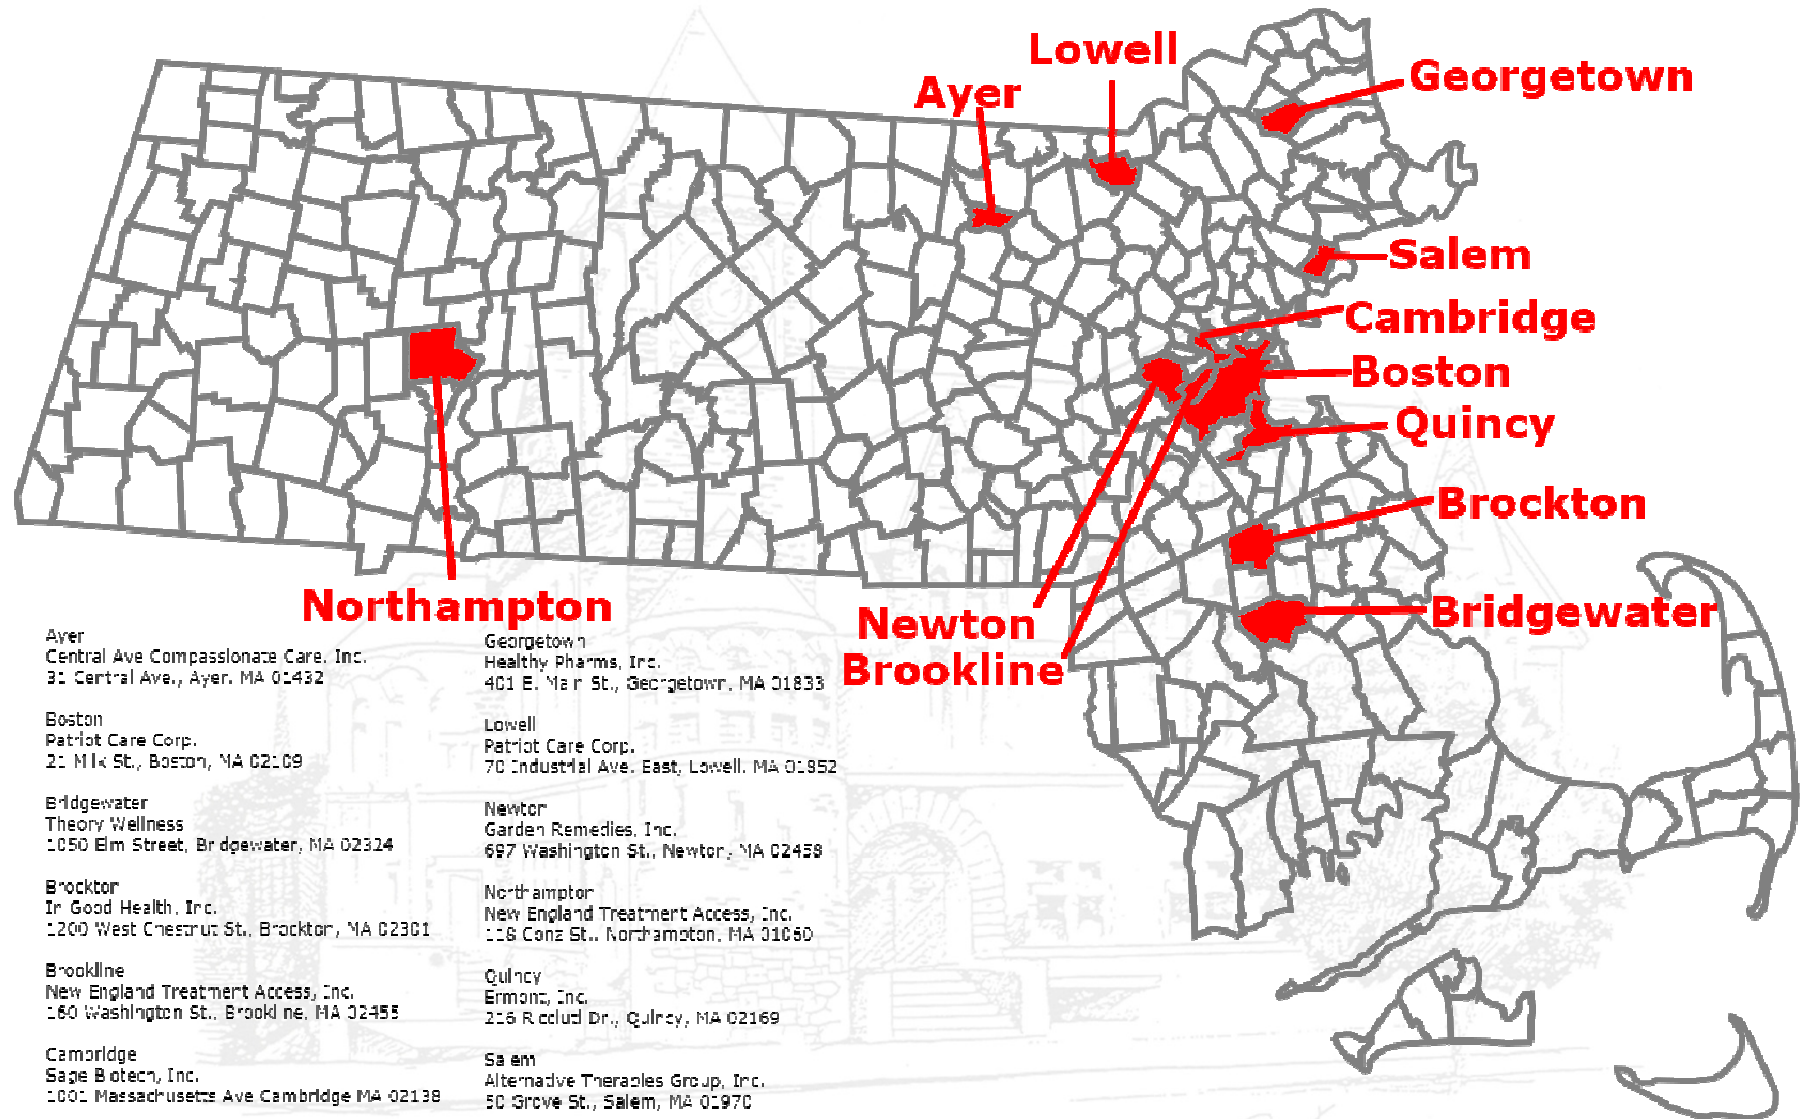 Lowell
Georgetown
Ayer
Salem
Cambridge
Boston
Quincy
Brockton
Northampton
Newton
Bridgewater
Brookline
Ayer
Central Ave Compassionate Care, Inc.
31 Central Ave., Ayer, MA 01432
Boston
Patriot Care Corp.
21 Milk St., Boston, MA 02109
Bridgewater
Theory Wellness
1050 Elm Street, Bridgewater, MA 02324
Brockton
In Good Health, Inc.
1200 West Chestnut St., Brockton, MA 02301
Brookline
New England Treatment Access, Inc.
160 Washington St., Brookline, MA 02455
Cambridge
Sage Biotech, Inc.
1001 Massachusetts Ave Cambridge MA 02138
Georgetown
Healthy Pharms, Inc.
401 E. Main St., Georgetown, MA 01833
Lowell
Patriot Care Corp.
70 Industrial Ave. East, Lowell, MA 01852
Newton
Garden Remedies, Inc.
697 Washington St., Newton, MA 02458
Northampton
New England Treatment Access, Inc.
118 Conz St., Northampton, MA 01060
Quincy
Ermont, Inc.
216 Ricciuti Dr., Quincy, MA 02169
Salem
Alternative Therapies Group, Inc.
50 Grove St., Salem, MA 01970